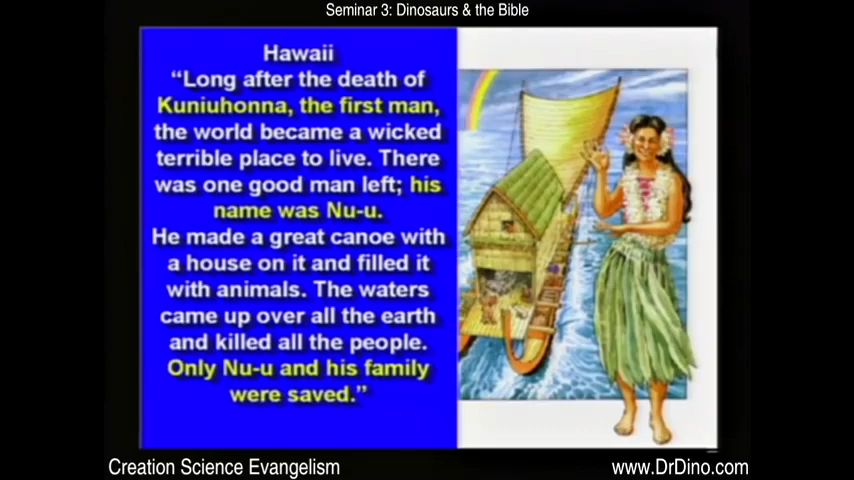 Seminar 3: Dinosaurs & the Bible
Hawaii
“Long after the death of
Kuniuhonna, the first man,
the world became a wicked
terrible place to live. There
was one good man left; his
name was Nu-u.
He made a great canoe with
a house on it and filled it
with animals. The waters
came up over all the earth
and killed all the people.
Only Nu-u and his family
were saved.”
Creation Science Evangelism
www.DrDino.com